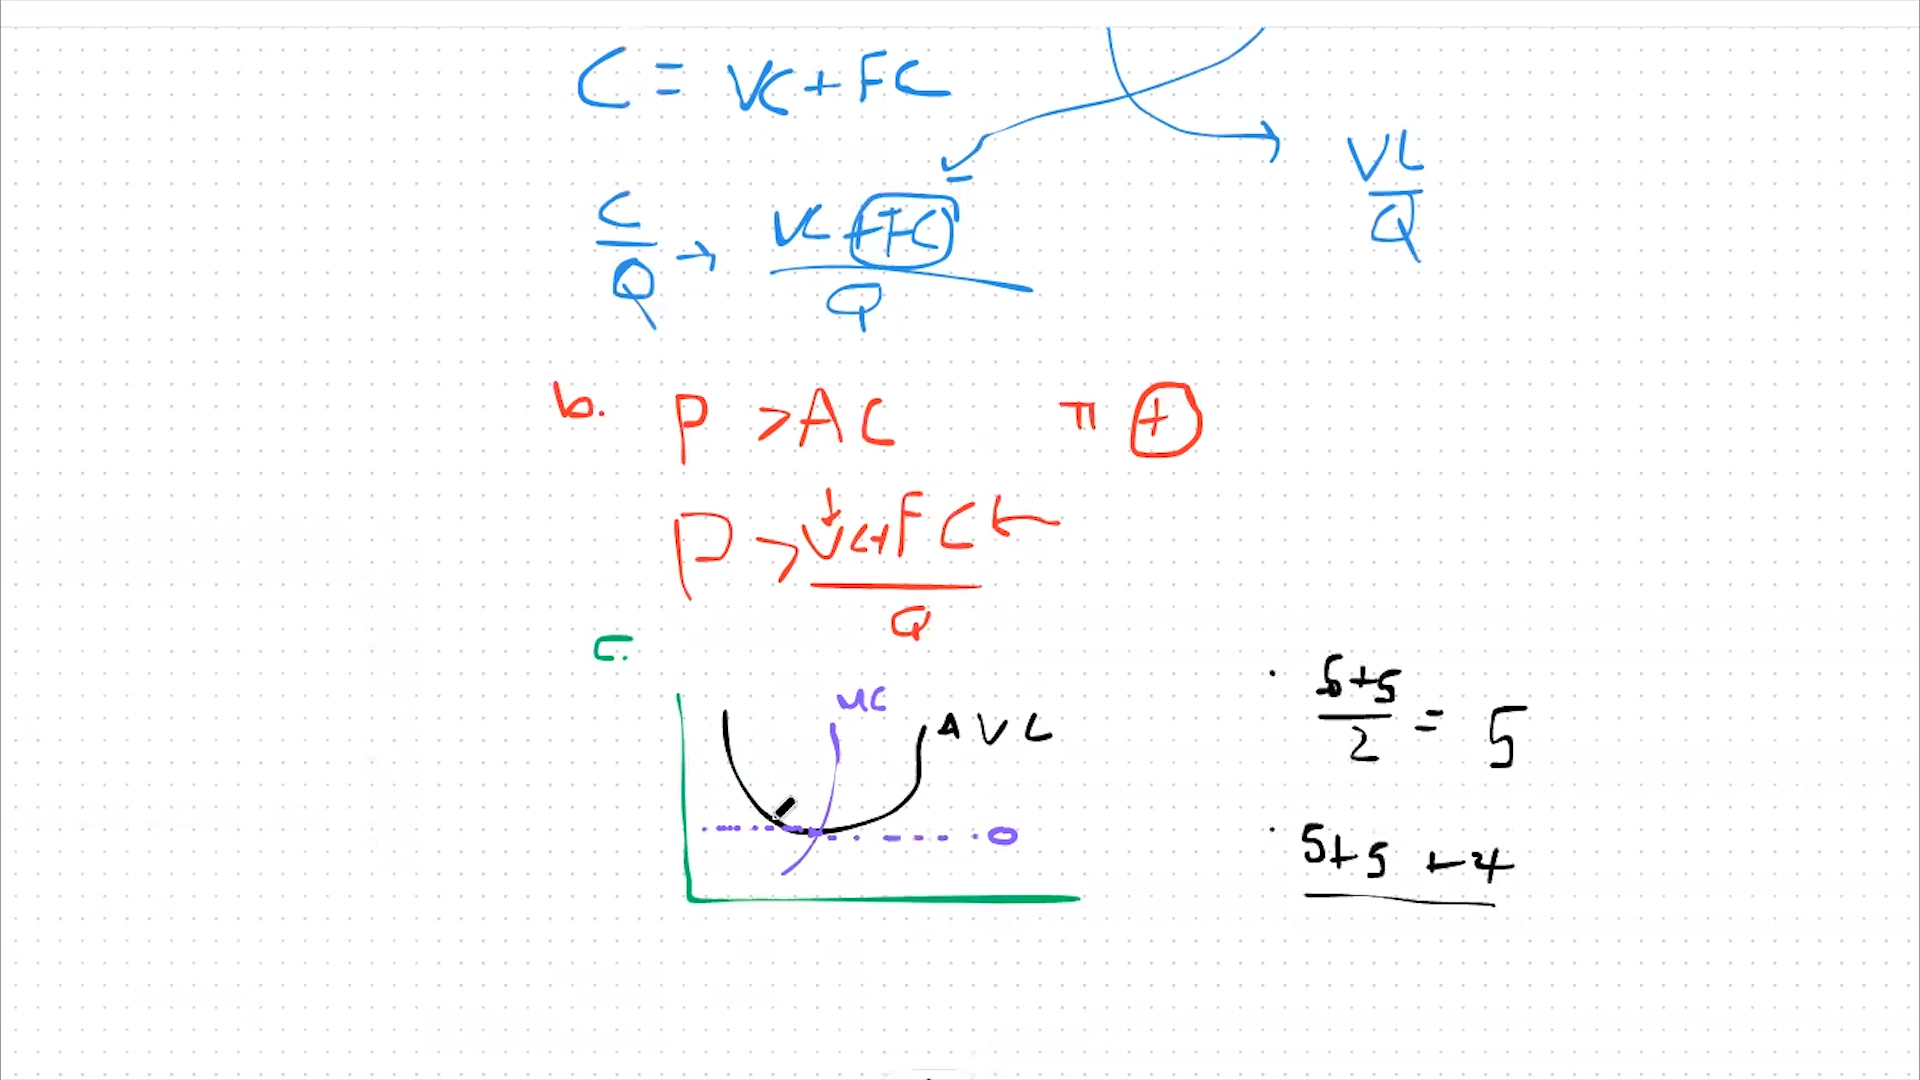 C = VC + FC
VC
Q
C
Q → VC + FC
Q
b. P > AC π +
P > VC + FC ←
Q
c.
MC
AVC
5+5
2 = 5
5+5 +4